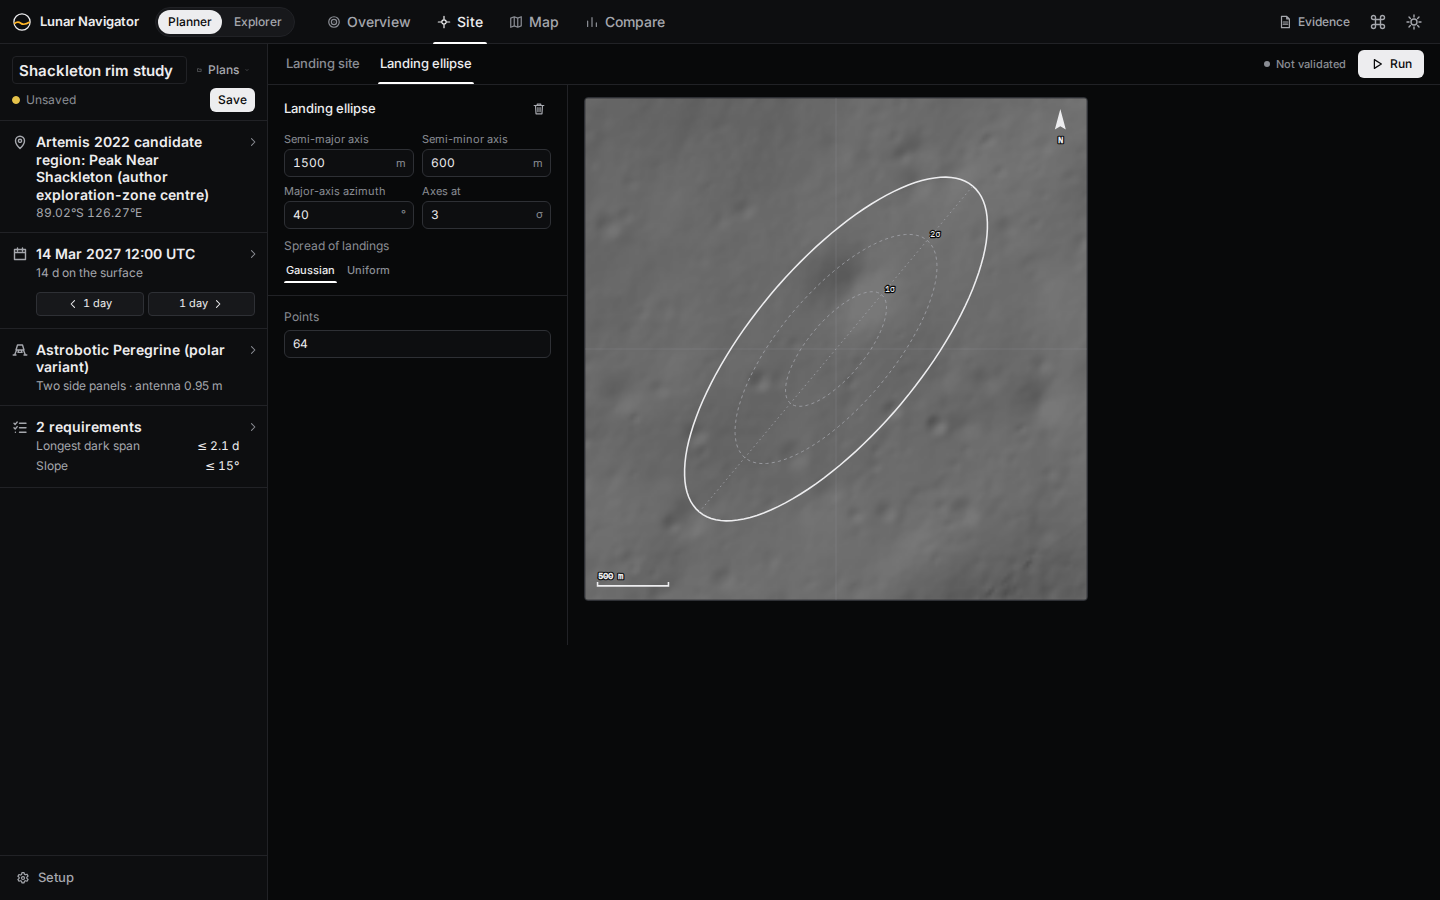 Lunar Navigator
Planner
Explorer
Overview
Site
Map
Compare
Evidence
Shackleton rim study
Plans
Unsaved
Save
Artemis 2022 candidate
region: Peak Near
Shackleton (author
exploration-zone centre)
89.02°S 126.27°E
14 Mar 2027 12:00 UTC
14 d on the surface
1 day
1 day
Astrobotic Peregrine (polar
variant)
Two side panels · antenna 0.95 m
2 requirements
Longest dark span ≤ 2.1 d
Slope ≤ 15°
Setup
Landing site
Landing ellipse
Not validated
Run
Landing ellipse
Semi-major axis
Semi-minor axis
1500 m
600 m
Major-axis azimuth
Axes at
40 °
3 σ
Spread of landings
Gaussian
Uniform
Points
64
N
2σ
1σ
500 m